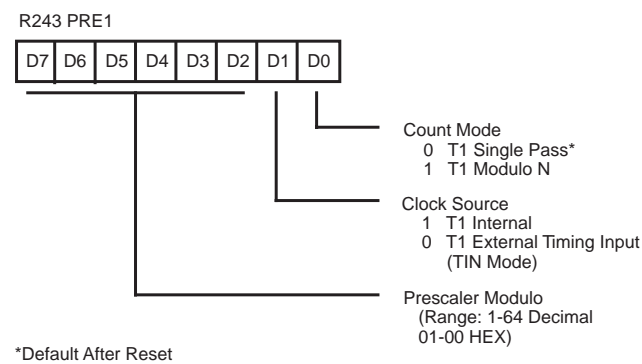 R243 PRE1
D7 D6 D5 D4 D3 D2 D1 D0
Count Mode
0 T1 Single Pass*
1 T1 Modulo N
Clock Source
1 T1 Internal
0 T1 External Timing Input
(TIN Mode)
Prescaler Modulo
(Range: 1-64 Decimal
01-00 HEX)
*Default After Reset